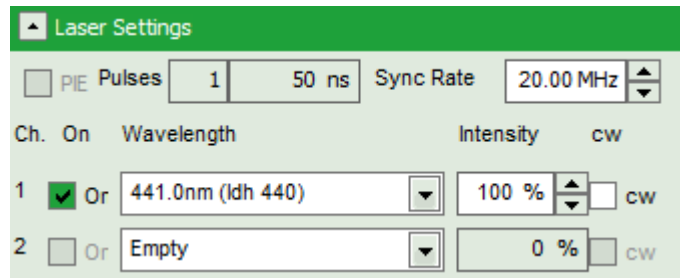 Laser Settings
PIE Pulses 1 50 ns Sync Rate 20.00 MHz
Ch. On Wavelength Intensity cw
1 Or 441.0nm (ldh 440) 100 % cw
2 Or Empty 0 % cw